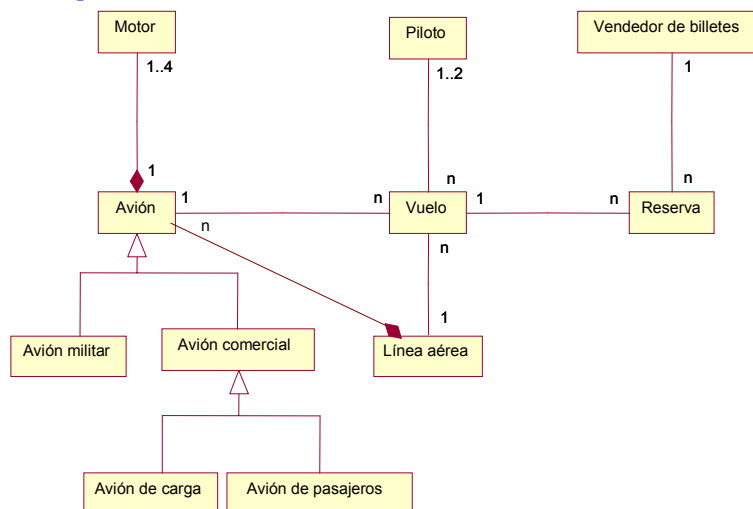 Motor
Piloto
Vendedor de billetes
1..4
1..2
1
1
n
n
Avión
1
n
Vuelo
1
n
Reserva
n
n
1
Avión militar
Avión comercial
Línea aérea
Avión de carga
Avión de pasajeros